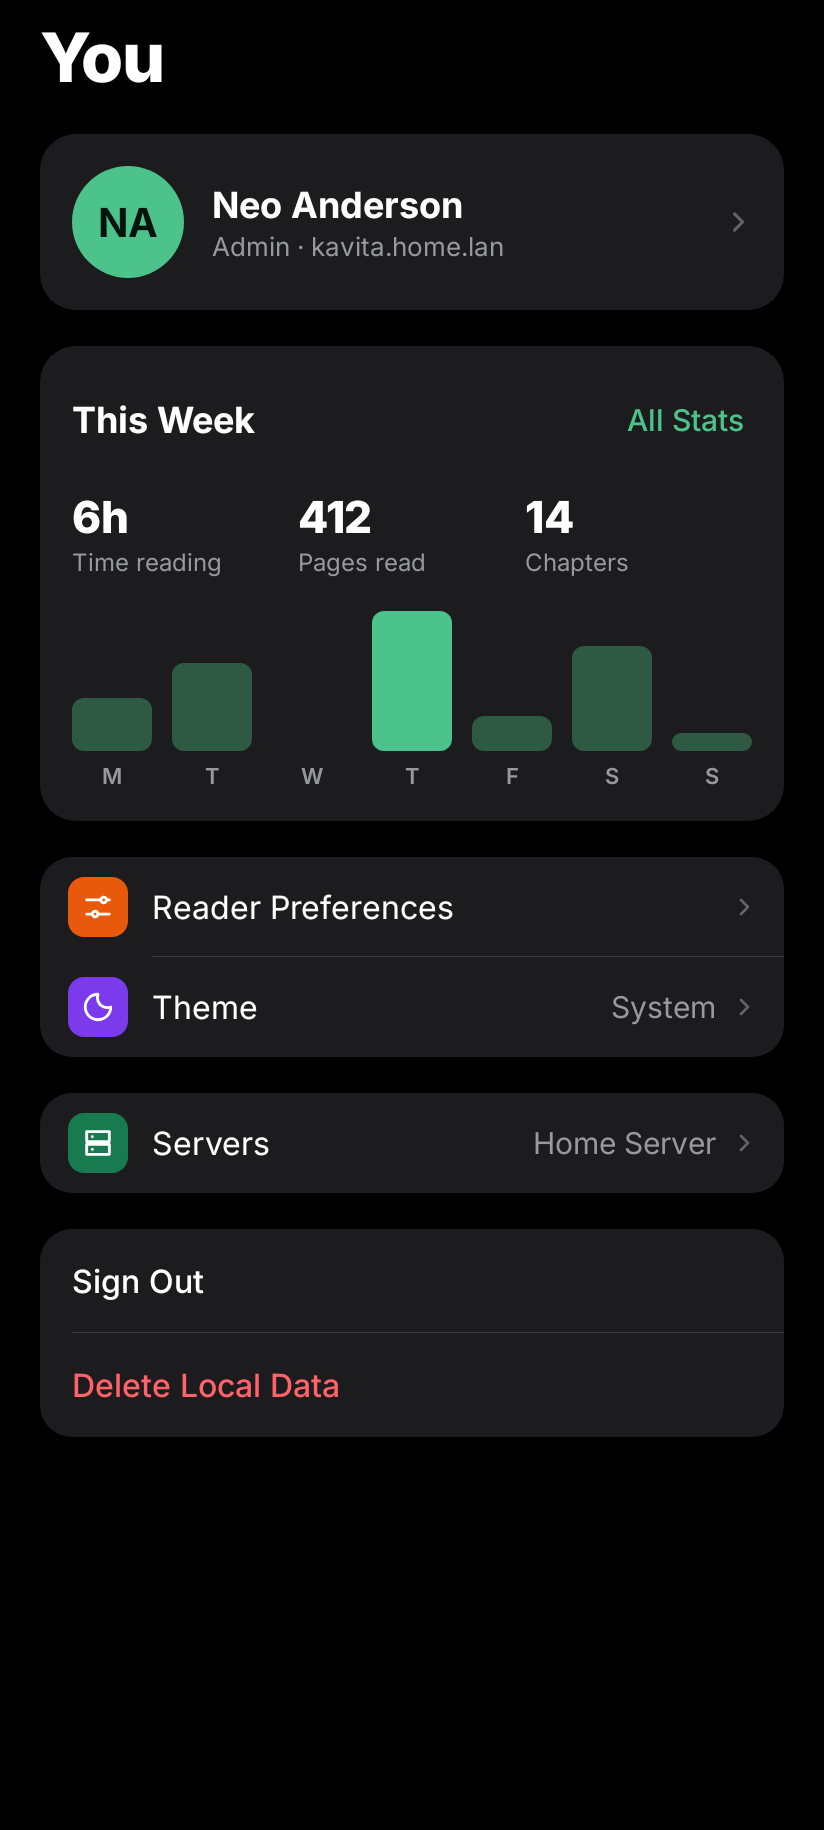 You
NA
Neo Anderson
Admin · kavita.home.lan
This Week
All Stats
6h
412
14
Time reading
Pages read
Chapters
M T W T F S S
Reader Preferences
Theme
System
Servers
Home Server
Sign Out
Delete Local Data